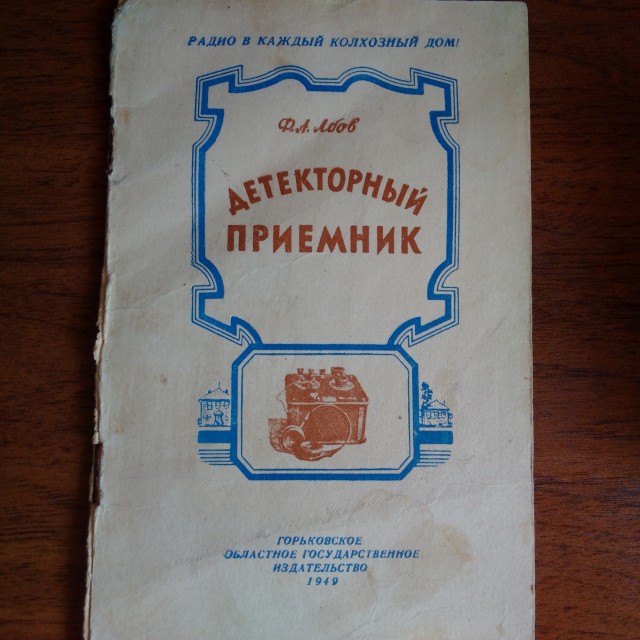 РАДИО В КАЖДЫЙ КОЛХОЗНЫЙ ДОМ!
Ф. А. Лбов
ДЕТЕКТОРНЫЙ
ПРИЕМНИК
ГОРЬКОВСКОЕ
ОБЛАСТНОЕ ГОСУДАРСТВЕННОЕ
ИЗДАТЕЛЬСТВО
1949